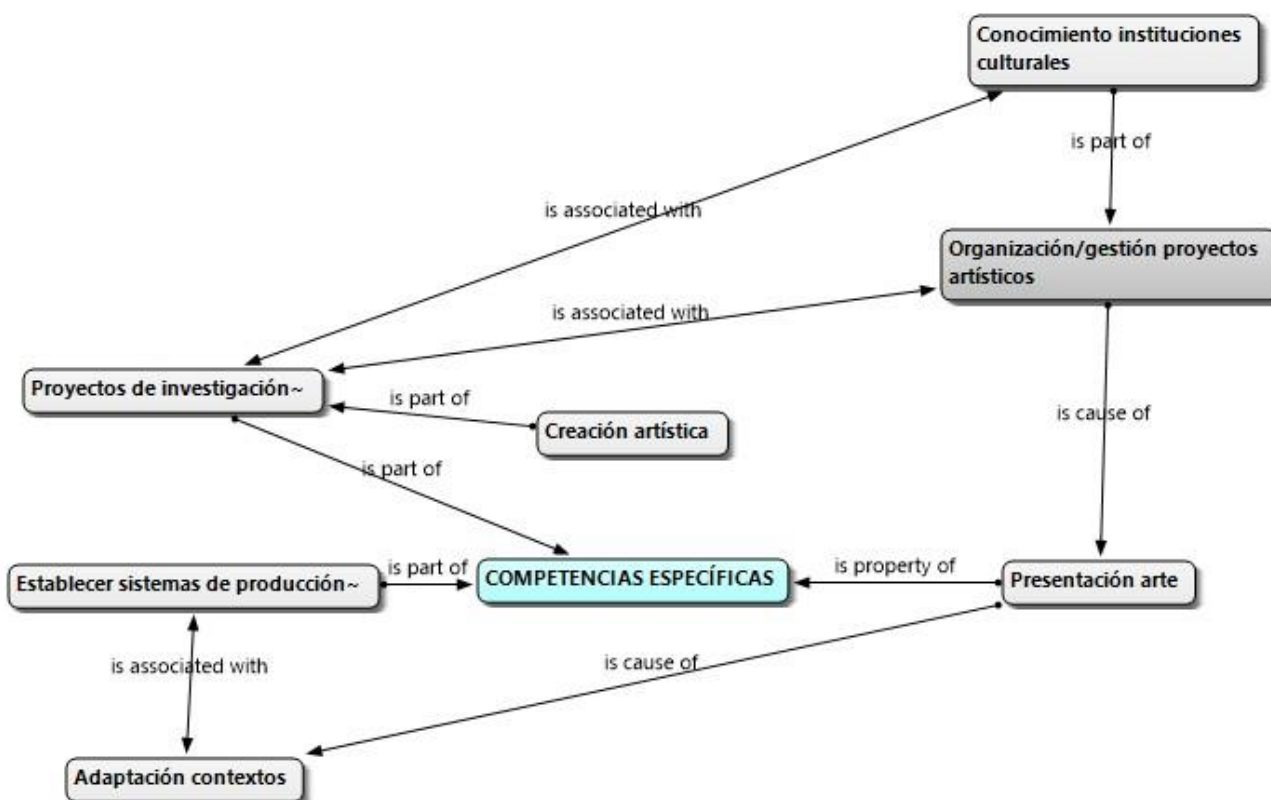 Conocimiento instituciones
culturales
is part of
is associated with
Organización/gestión proyectos
artísticos
is associated with
Proyectos de investigación~
is part of
Creación artística
is cause of
is part of
Establecer sistemas de producción~
is part of
COMPETENCIAS ESPECÍFICAS
is property of
Presentación arte
is associated with
is cause of
Adaptación contextos